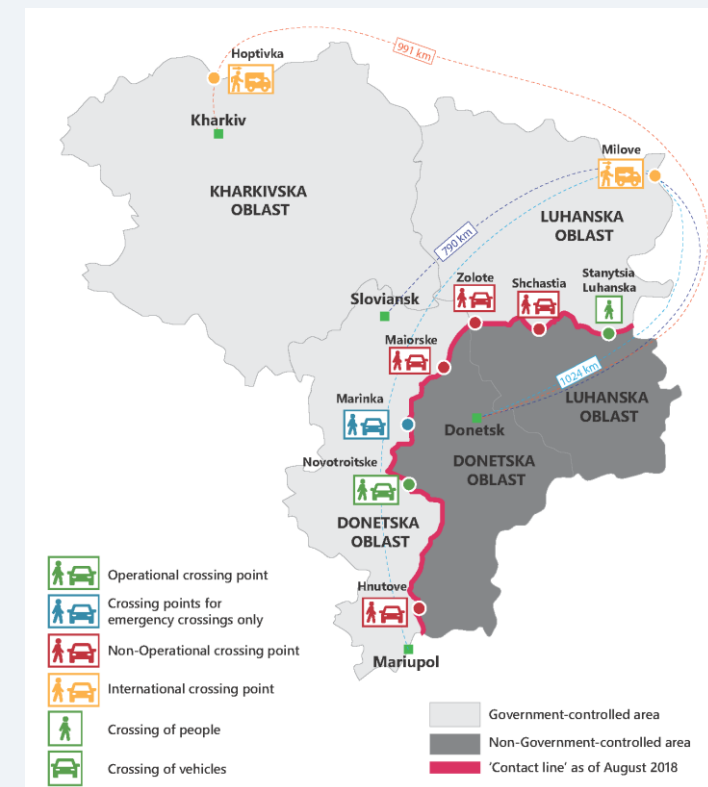 991 km
Hoptivka
Kharkiv
Milove
KHARKIVSKA
OBLAST
LUHANSKA
OBLAST
790 km
Zolote
Shchastia
Stanytsia
Luhanska
Sloviansk
Maiorske
1024 km
Marinka
LUHANSKA
OBLAST
Donetsk
Novotroitske
DONETSKA
OBLAST
DONETSKA
OBLAST
Hnutove
Mariupol
Operational crossing point
Crossing points for
emergency crossings only
Non-Operational crossing point
International crossing point
Crossing of people
Crossing of vehicles
Government-controlled area
Non-Government-controlled area
'Contact line' as of August 2018